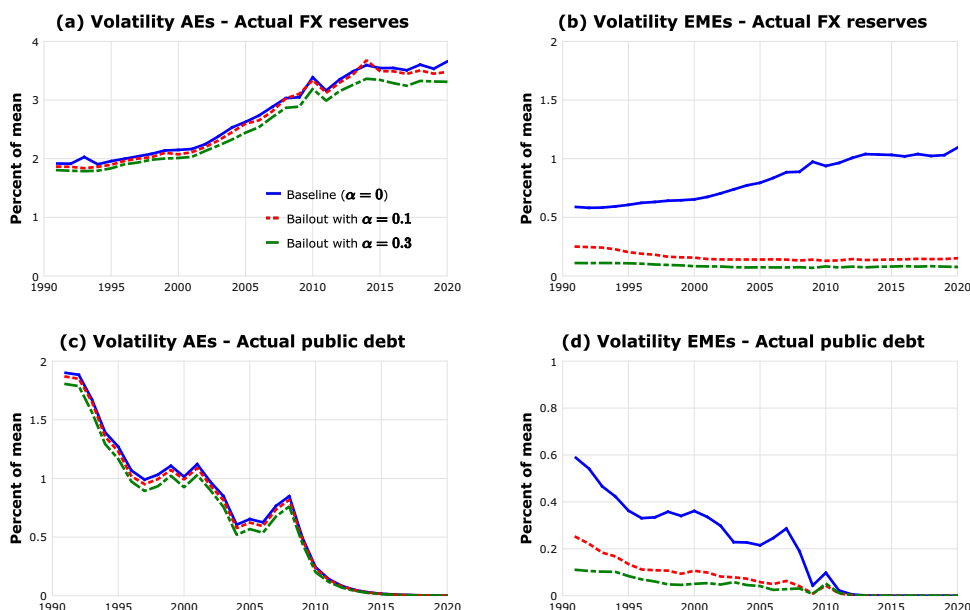 (a) Volatility AEs - Actual FX reserves
Percent of mean
4
3
2
1
0
1990 1995 2000 2005 2010 2015 2020
Baseline (α = 0)
Bailout with α = 0.1
Bailout with α = 0.3
(b) Volatility EMEs - Actual FX reserves
Percent of mean
2
1.5
1
0.5
0
1990 1995 2000 2005 2010 2015 2020
(c) Volatility AEs - Actual public debt
Percent of mean
2
1.5
1
0.5
0
1990 1995 2000 2005 2010 2015 2020
(d) Volatility EMEs - Actual public debt
Percent of mean
1
0.8
0.6
0.4
0.2
0
1990 1995 2000 2005 2010 2015 2020